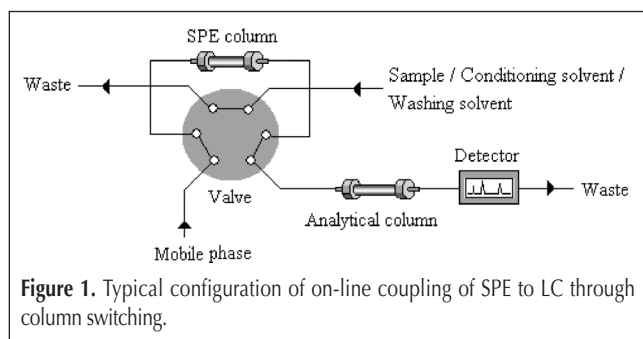 SPE column
Waste
Sample / Conditioning solvent /
Washing solvent
Detector
Valve
Analytical column
Waste
Mobile phase
Figure 1. Typical configuration of on-line coupling of SPE to LC through
column switching.